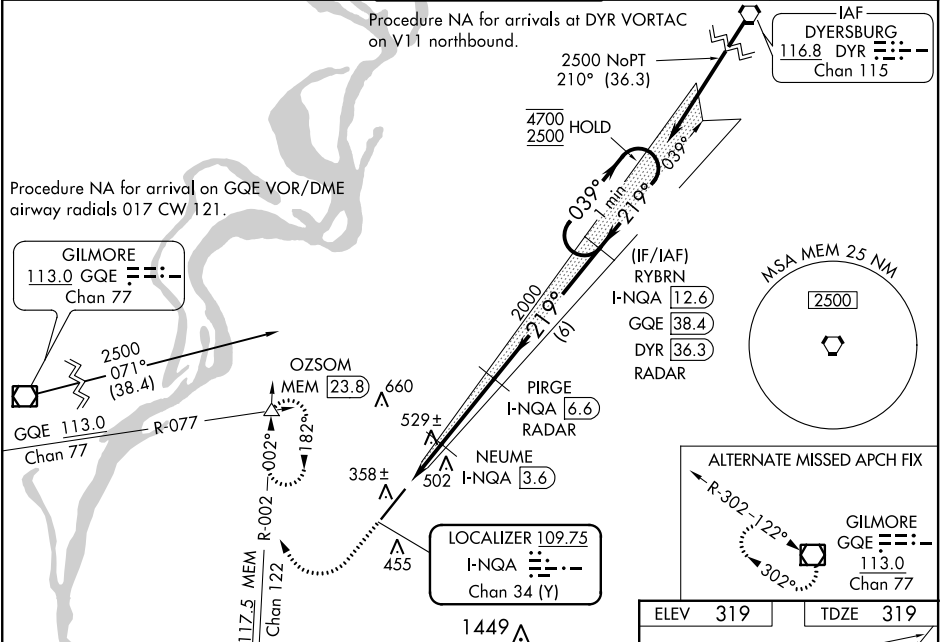 Procedure NA for arrivals at DYR VORTAC
on V11 northbound.
IAF
DYERSBURG
116.8 DYR
Chan 115
2500 NoPT
210° (36.3)
4700
2500
HOLD
039°
039°
1 min
219°
Procedure NA for arrival on GQE VOR/DME
airway radials 017 CW 121.
GILMORE
113.0 GQE
Chan 77
(IF/IAF)
RYBRN
I-NQA 12.6
GQE 38.4
DYR 36.3
RADAR
MSA MEM 25 NM
2500
2000
219°
(6)
2500
071°
(38.4)
OZSOM
MEM 23.8
660
PIRGE
I-NQA 6.6
RADAR
GQE 113.0
Chan 77
R-077
002°
182°
529±
NEUME
I-NQA 3.6
502
358±
ALTERNATE MISSED APCH FIX
R-302
122°
302°
GILMORE
GQE
113.0
Chan 77
LOCALIZER 109.75
I-NQA
Chan 34 (Y)
455
117.5 MEM
Chan 122
R-002
1449
ELEV 319
TDZE 319